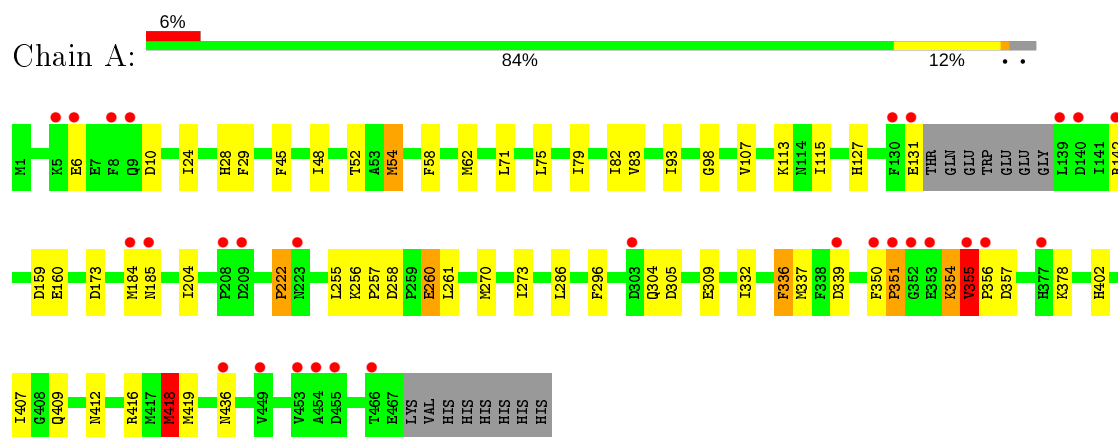 6%
Chain A:
84% 12% • •
M1 K5 E6 E7 F8 Q9 D10 I24 H28 F29 F45 I48 T52 A53 M54 F58 M62 L71 L75 I79 I82 V83 I93 G98 V107 K113 N114 I115 H127 F130 E131 THR GLN GLU TRP GLU GLU GLY L139 D140 I141 R142
D159 E160 D173 M184 N185 I204 P208 D209 P222 N223 L255 K256 P257 D258 P259 E260 L261 M270 I273 L286 F296 D303 Q304 D305 E309 I332 F336 M337 F338 D339 F350 P351 G352 E353 K354 V355 P356 D357 H377 K378 H402
I407 G408 Q409 N412 R416 M417 M418 M419 N436 V449 V453 A454 D455 T466 E467 LYS VAL HIS HIS HIS HIS HIS HIS